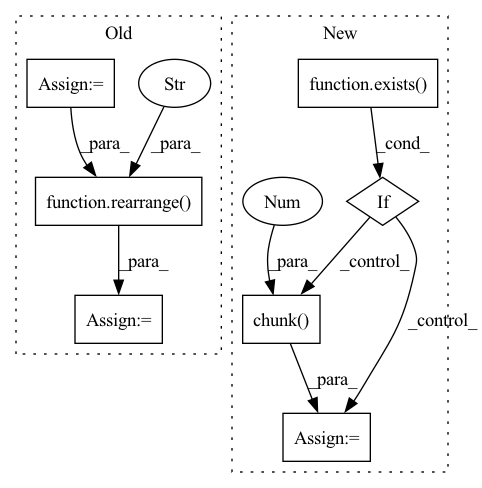 Old
New
Assign:=
Str
function.exists()
_para_
_para_
_cond_
function.rearrange()
Num
If
_para_
_para_
_control_
Assign:=
chunk()
_control_
_para_
Assign:=